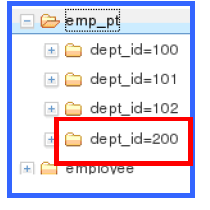 emp_pt
dept_id=100
dept_id=101
dept_id=102
dept_id=200
employee